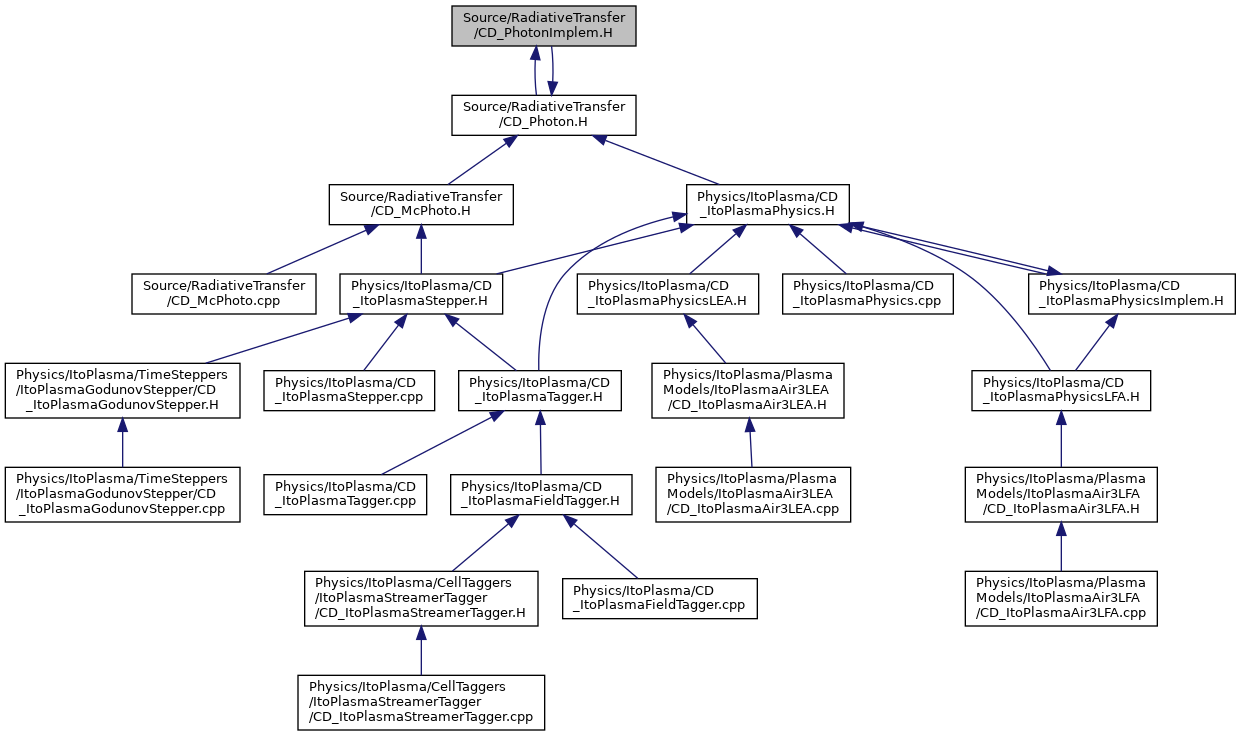 Source/RadiativeTransfer
/CD_PhotonImplem.H
Source/RadiativeTransfer
/CD_Photon.H
Source/RadiativeTransfer
/CD_McPhoto.H
Physics/ItoPlasma/CD
_ItoPlasmaPhysics.H
Source/RadiativeTransfer
/CD_McPhoto.cpp
Physics/ItoPlasma/CD
_ItoPlasmaStepper.H
Physics/ItoPlasma/CD
_ItoPlasmaPhysicsLEA.H
Physics/ItoPlasma/CD
_ItoPlasmaPhysics.cpp
Physics/ItoPlasma/CD
_ItoPlasmaPhysicsImplem.H
Physics/ItoPlasma/TimeSteppers
/ItoPlasmaGodunovStepper/CD
_ItoPlasmaGodunovStepper.H
Physics/ItoPlasma/CD
_ItoPlasmaStepper.cpp
Physics/ItoPlasma/CD
_ItoPlasmaTagger.H
Physics/ItoPlasma/Plasma
Models/ItoPlasmaAir3LEA
/CD_ItoPlasmaAir3LEA.H
Physics/ItoPlasma/CD
_ItoPlasmaPhysicsLFA.H
Physics/ItoPlasma/TimeSteppers
/ItoPlasmaGodunovStepper/CD
_ItoPlasmaGodunovStepper.cpp
Physics/ItoPlasma/CD
_ItoPlasmaTagger.cpp
Physics/ItoPlasma/CD
_ItoPlasmaFieldTagger.H
Physics/ItoPlasma/Plasma
Models/ItoPlasmaAir3LEA
/CD_ItoPlasmaAir3LEA.cpp
Physics/ItoPlasma/Plasma
Models/ItoPlasmaAir3LFA
/CD_ItoPlasmaAir3LFA.H
Physics/ItoPlasma/CellTaggers
/ItoPlasmaStreamerTagger
/CD_ItoPlasmaStreamerTagger.H
Physics/ItoPlasma/CD
_ItoPlasmaFieldTagger.cpp
Physics/ItoPlasma/Plasma
Models/ItoPlasmaAir3LFA
/CD_ItoPlasmaAir3LFA.cpp
Physics/ItoPlasma/CellTaggers
/ItoPlasmaStreamerTagger
/CD_ItoPlasmaStreamerTagger.cpp